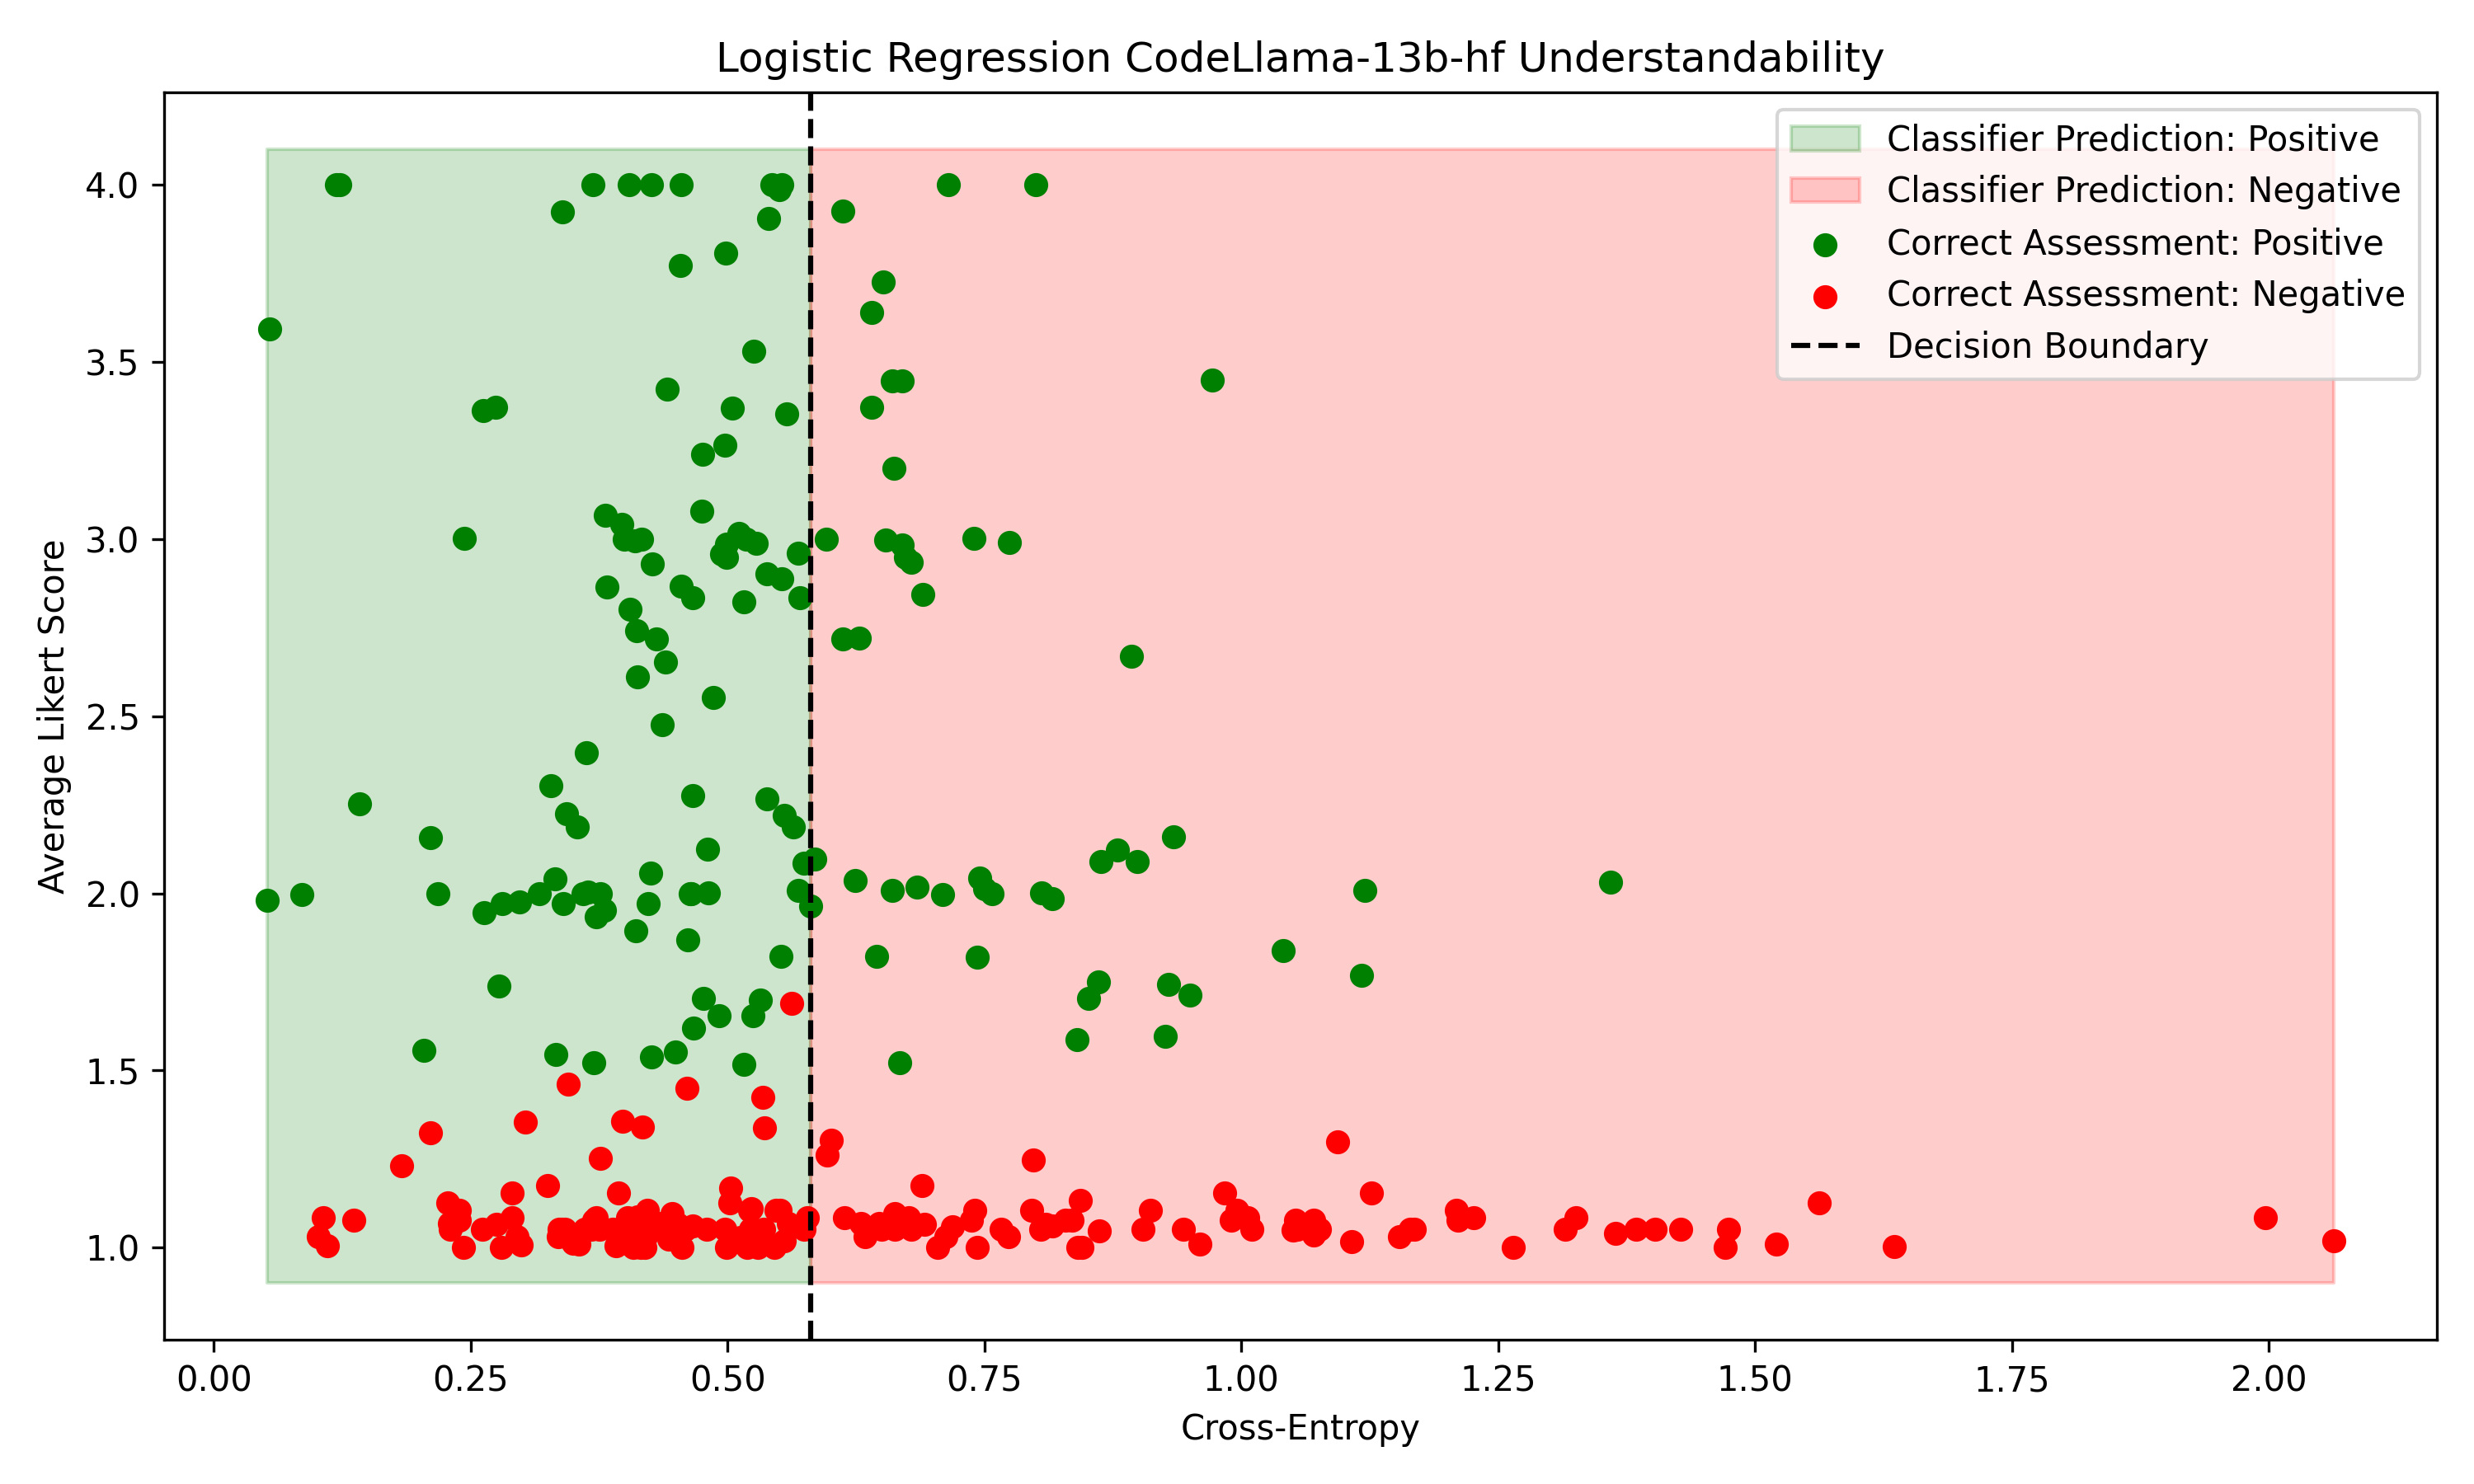 Logistic Regression CodeLlama-13b-hf Understandability
Classifier Prediction: Positive
Classifier Prediction: Negative
Correct Assessment: Positive
Correct Assessment: Negative
Decision Boundary
Average Likert Score
4.0
3.5
3.0
2.5
2.0
1.5
1.0
0.00 0.25 0.50 0.75 1.00 1.25 1.50 1.75 2.00
Cross-Entropy